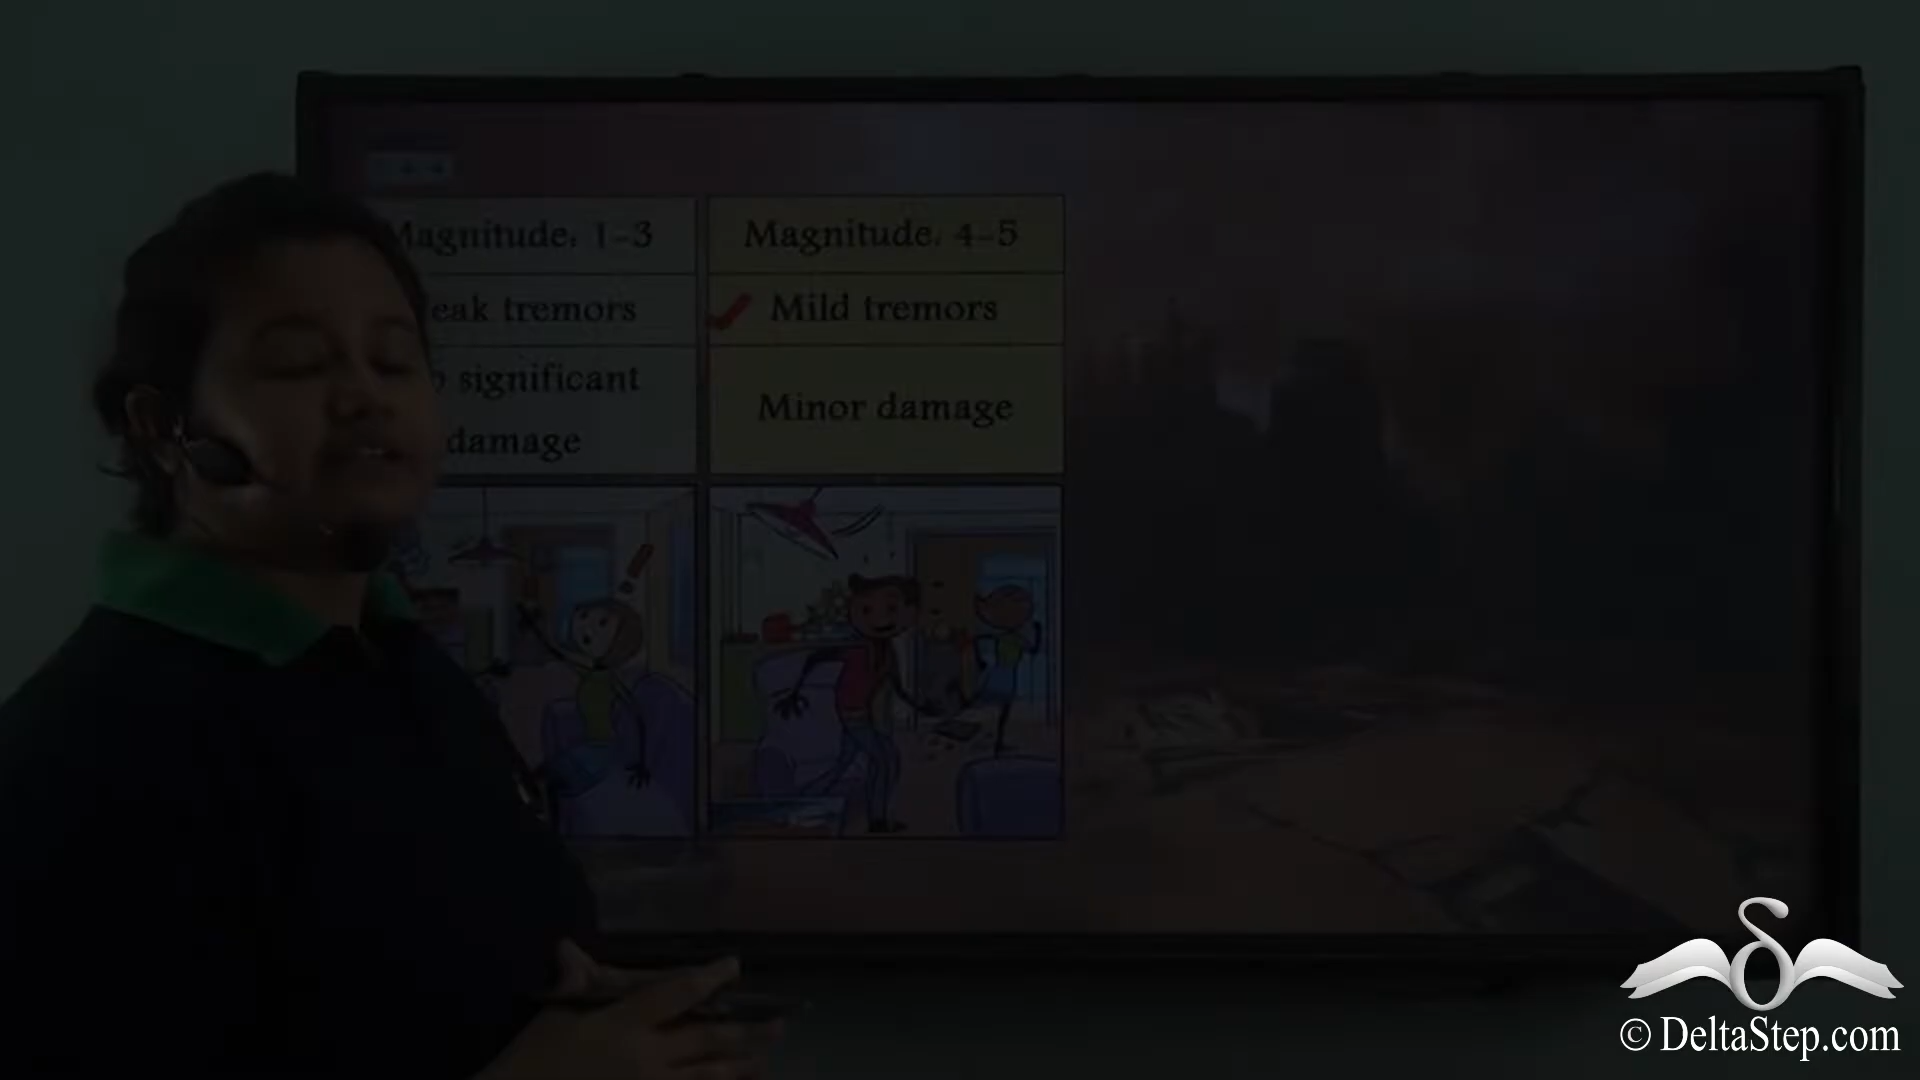 Magnitude: 1-3
Magnitude: 4-5
eak tremors
Mild tremors
significant
damage
Minor damage
© DeltaStep.com